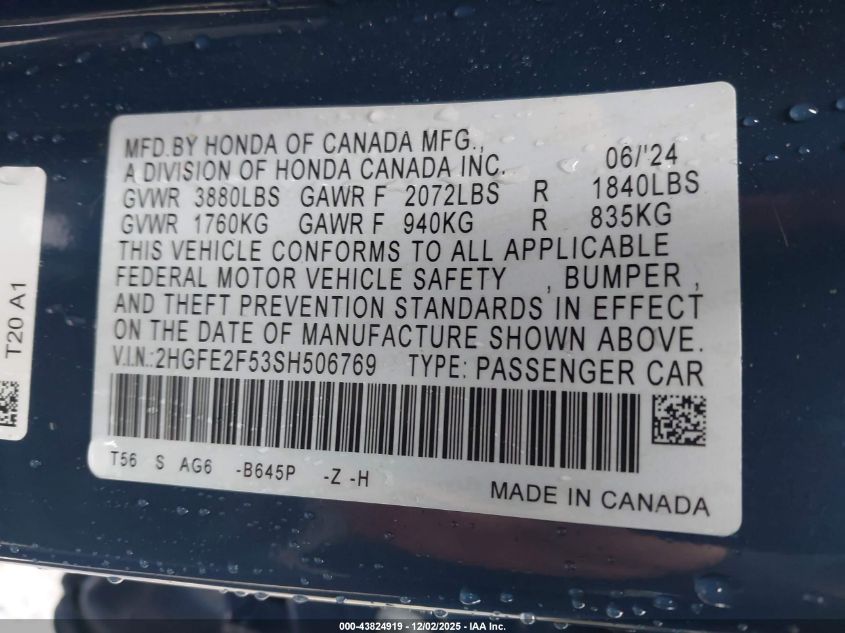 MFD.BY HONDA OF CANADA MFG.,
A DIVISION OF HONDA CANADA INC. 06/'24
GVWR 3880LBS GAWR F 2072LBS R 1840LBS
GVWR 1760KG GAWR F 940KG R 835KG
THIS VEHICLE CONFORMS TO ALL APPLICABLE
FEDERAL MOTOR VEHICLE SAFETY , BUMPER ,
AND THEFT PREVENTION STANDARDS IN EFFECT
ON THE DATE OF MANUFACTURE SHOWN ABOVE.
V.I.N.:2HGFE2F53SH506769 TYPE: PASSENGER CAR
T56 S AG6 -B645P -Z -H
MADE IN CANADA
T20 A1
000-43824919 - 12/02/2025 - IAA Inc.